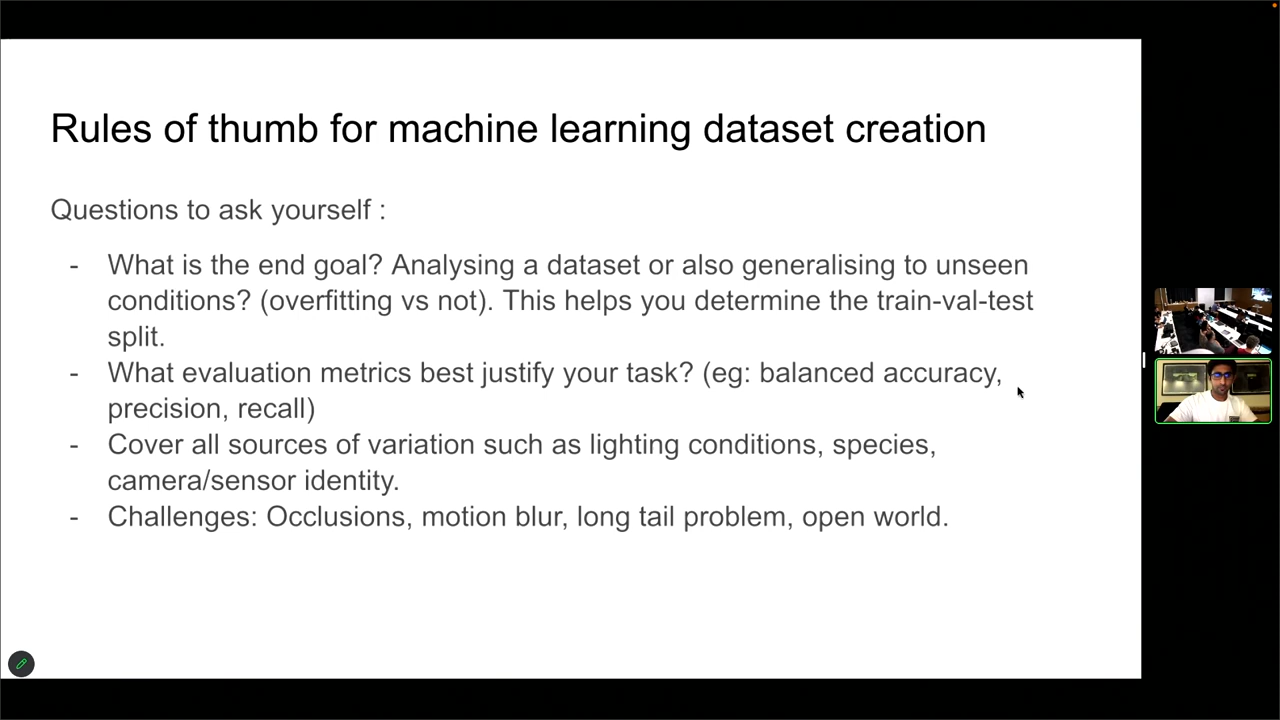 Rules of thumb for machine learning dataset creation
Questions to ask yourself :
- What is the end goal? Analysing a dataset or also generalising to unseen
conditions? (overfitting vs not). This helps you determine the train-val-test
split.
- What evaluation metrics best justify your task? (eg: balanced accuracy,
precision, recall)
- Cover all sources of variation such as lighting conditions, species,
camera/sensor identity.
- Challenges: Occlusions, motion blur, long tail problem, open world.